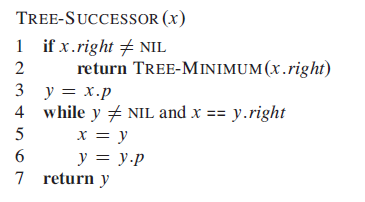 TREE-SUCCESSOR(x)
1 if x.right ≠ NIL
2 return TREE-MINIMUM(x.right)
3 y = x.p
4 while y ≠ NIL and x == y.right
5 x = y
6 y = y.p
7 return y